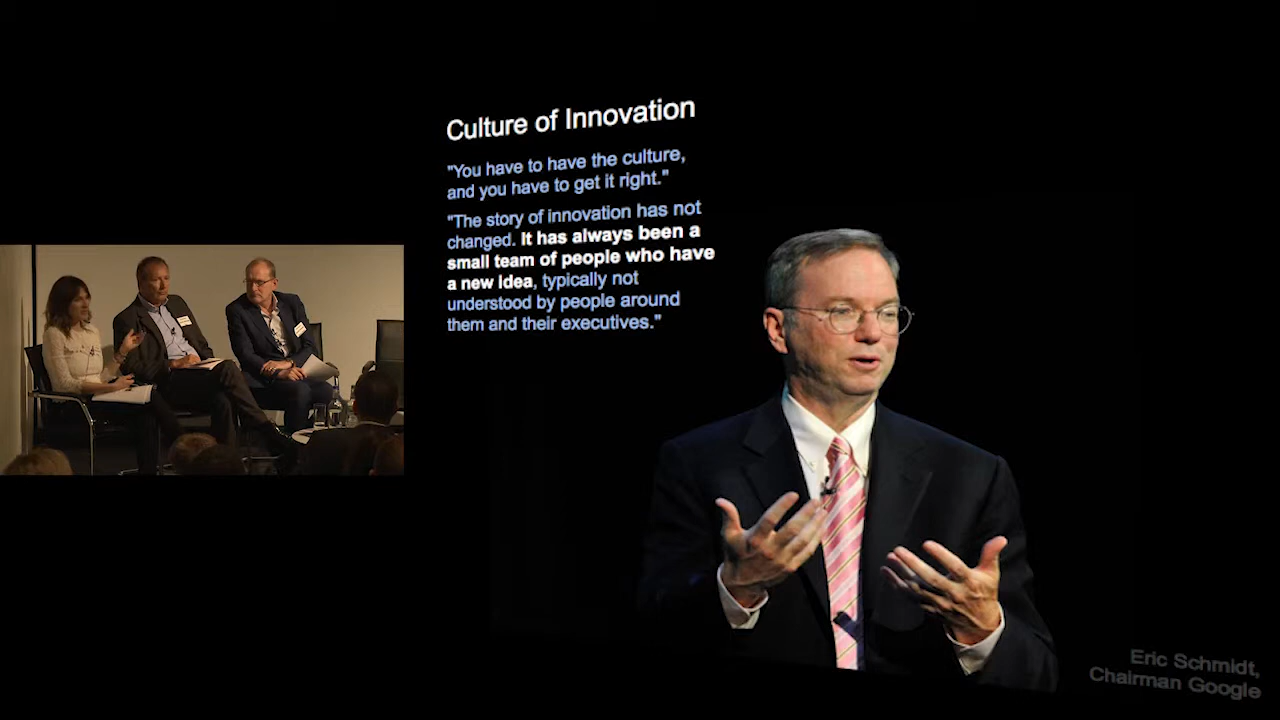 Culture of Innovation
"You have to have the culture,
and you have to get it right."
"The story of innovation has not
changed. It has always been a
small team of people who have
a new idea, typically not
understood by people around
them and their executives."
Eric Schmidt,
Chairman Google